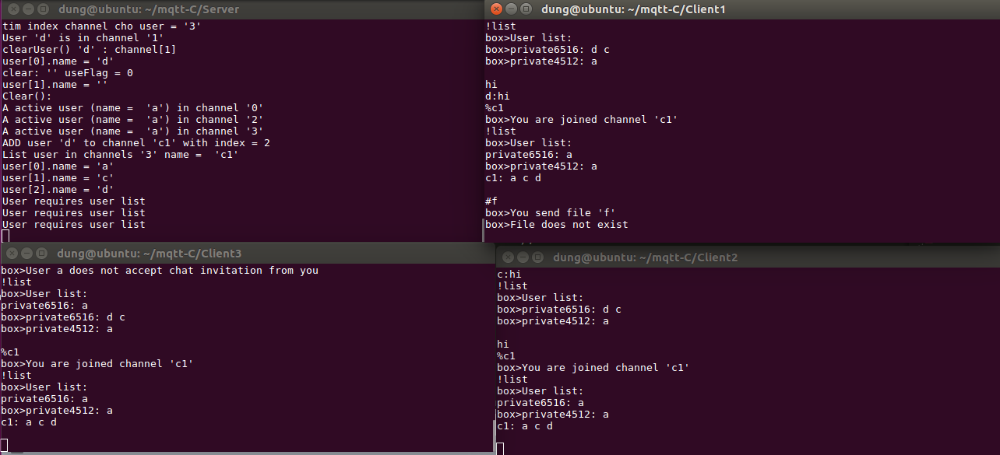 dung@ubuntu: ~/mqtt-C/Server
tim index channel cho user = '3'
User 'd' is in channel '1'
clearUser() 'd' : channel[1]
user[0].name = 'd'
clear: '' useFlag = 0
user[1].name = ''
Clear():
A active user (name =  'a') in channel '0'
A active user (name =  'a') in channel '2'
A active user (name =  'a') in channel '3'
ADD user 'd' to channel 'c1' with index = 2
List user in channels '3' name =  'c1'
user[0].name = 'a'
user[1].name = 'c'
user[2].name = 'd'
User requires user list
User requires user list
User requires user list
dung@ubuntu: ~/mqtt-C/Client1
!list
box>User list:
box>private6516: d c
box>private4512: a
hi
d:hi
%c1
box>You are joined channel 'c1'
!list
box>User list:
private6516: a
box>private4512: a
c1: a c d
#f
box>You send file 'f'
box>File does not exist
dung@ubuntu: ~/mqtt-C/Client3
box>User a does not accept chat invitation from you
!list
box>User list:
private6516: a
box>private6516: d c
box>private4512: a
%c1
box>You are joined channel 'c1'
!list
box>User list:
private6516: a
box>private4512: a
c1: a c d
dung@ubuntu: ~/mqtt-C/Client2
c:hi
!list
box>User list:
box>private6516: d c
box>private4512: a
hi
%c1
box>You are joined channel 'c1'
!list
box>User list:
private6516: a
box>private4512: a
c1: a c d